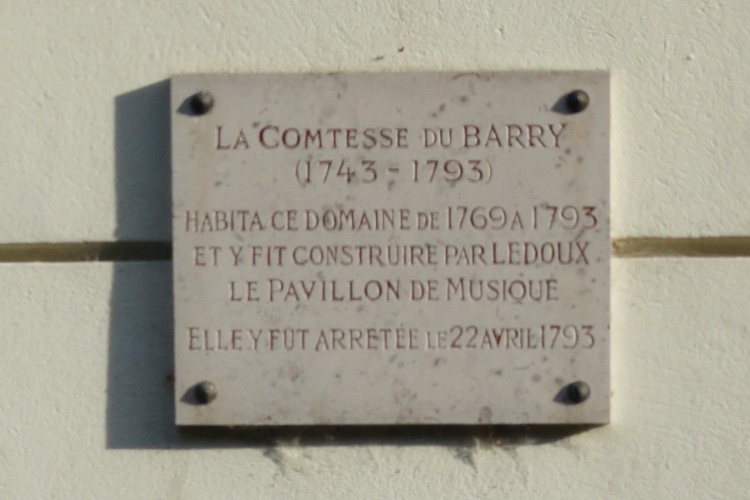 LA COMTESSE DU BARRY
(1743 - 1793)
HABITA CE DOMAINE DE 1769 A 1793
ET Y FIT CONSTRUIRE PAR LEDOUX
LE PAVILLON DE MUSIQUE
ELLE Y FUT ARRETÉE LE 22 AVRIL 1793